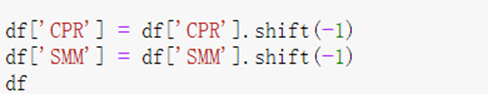 df['CPR'] = df['CPR'].shift(-1)
df['SMM'] = df['SMM'].shift(-1)
df